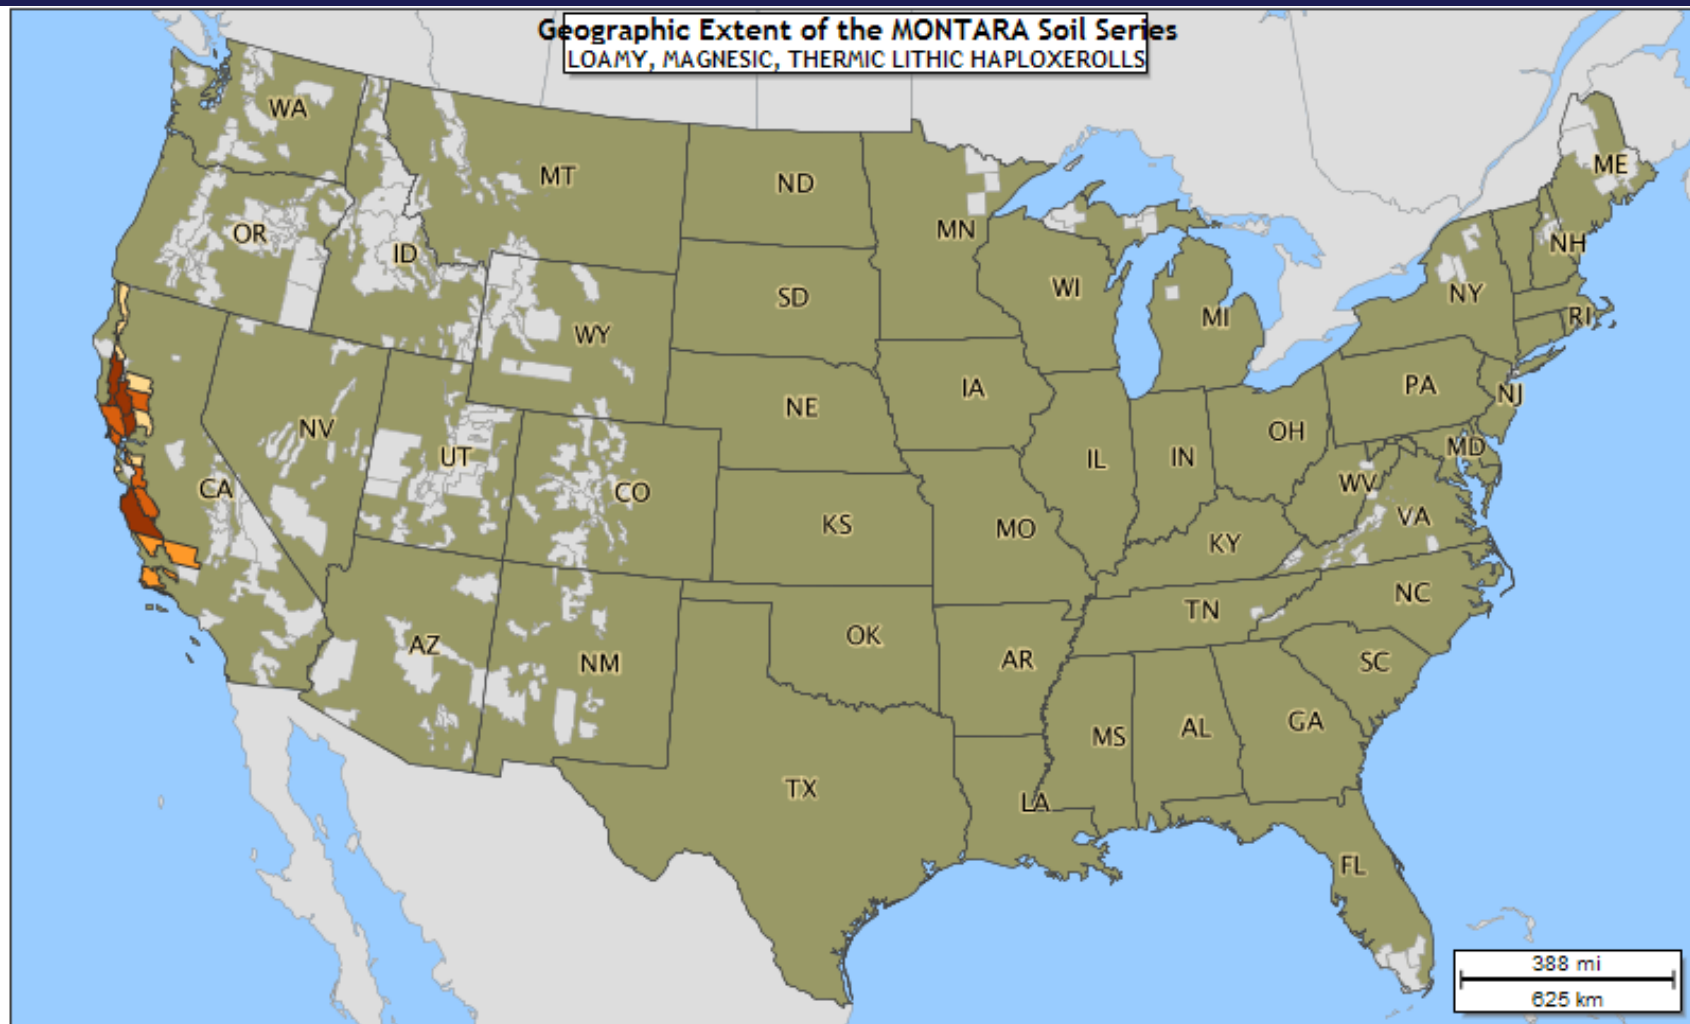 Geographic Extent of the MONTARA Soil Series
LOAMY, MAGNESIC, THERMIC LITHIC HAPLOXEROLLS
WA
MT
ND
ME
OR
ID
MN
NH
SD
WI
NY
WY
MI
RI
IA
PA
NE
NJ
NV
OH
MD
UT
IL
IN
CA
CO
WV
KS
MO
VA
KY
TN
NC
AZ
OK
NM
AR
SC
MS
AL
GA
TX
LA
FL
388 mi
625 km